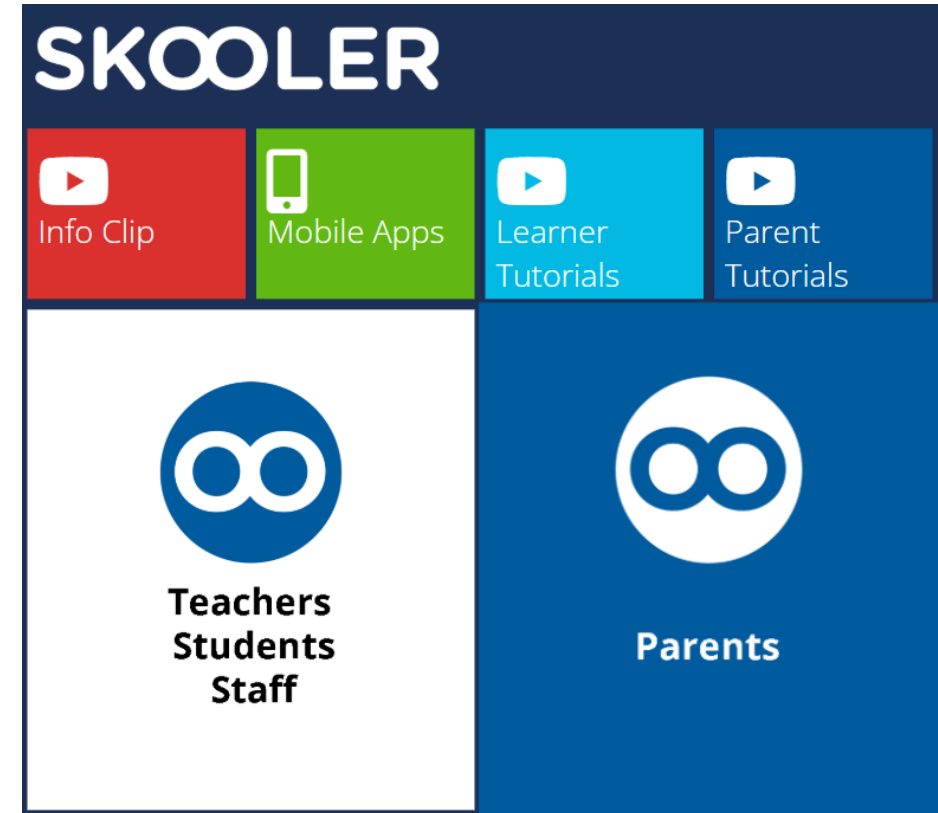 SKOOLER
Info Clip
Mobile Apps
Learner
Tutorials
Parent
Tutorials
Teachers
Students
Staff
Parents